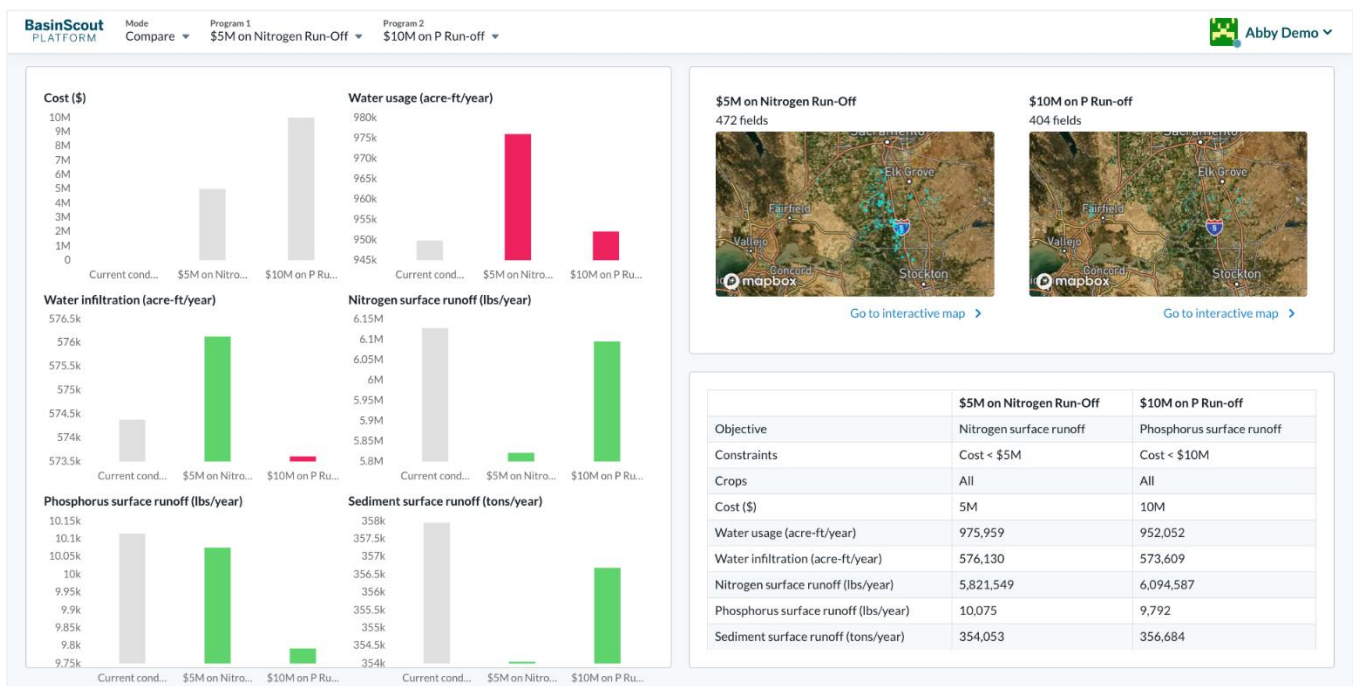 BasinScout
PLATFORM
Mode
Compare
Program 1
$5M on Nitrogen Run-Off
Program 2
$10M on P Run-off
Abby Demo
Cost ($)
10M
9M
8M
7M
6M
5M
4M
3M
2M
1M
0
Current cond...
$5M on Nitro...
$10M on P Ru...
Water usage (acre-ft/year)
980k
975k
970k
965k
960k
955k
950k
945k
Current cond...
$5M on Nitro...
$10M on P Ru...
Water infiltration (acre-ft/year)
576.5k
576k
575.5k
575k
574.5k
574k
573.5k
Current cond...
$5M on Nitro...
$10M on P Ru...
Nitrogen surface runoff (lbs/year)
6.15M
6.1M
6.05M
6M
5.95M
5.9M
5.85M
5.8M
Current cond...
$5M on Nitro...
$10M on P Ru...
Phosphorus surface runoff (lbs/year)
10.15k
10.1k
10.05k
10k
9.95k
9.9k
9.85k
9.8k
9.75k
Current cond...
$5M on Nitro...
$10M on P Ru...
Sediment surface runoff (tons/year)
358k
357.5k
357k
356.5k
356k
355.5k
355k
354.5k
354k
Current cond...
$5M on Nitro...
$10M on P Ru...
$5M on Nitrogen Run-Off
472 fields
Sacramento
Elk Grove
Fairfield
5
Vallejo
Concord
Stockton
mapbox
Go to interactive map
$10M on P Run-off
404 fields
Sacramento
Elk Grove
Fairfield
5
Vallejo
Concord
Stockton
mapbox
Go to interactive map
$5M on Nitrogen Run-Off $10M on P Run-off
Objective Nitrogen surface runoff Phosphorus surface runoff
Constraints Cost < $5M Cost < $10M
Crops All All
Cost ($) 5M 10M
Water usage (acre-ft/year) 975,959 952,052
Water infiltration (acre-ft/year) 576,130 573,609
Nitrogen surface runoff (lbs/year) 5,821,549 6,094,587
Phosphorus surface runoff (lbs/year) 10,075 9,792
Sediment surface runoff (tons/year) 354,053 356,684